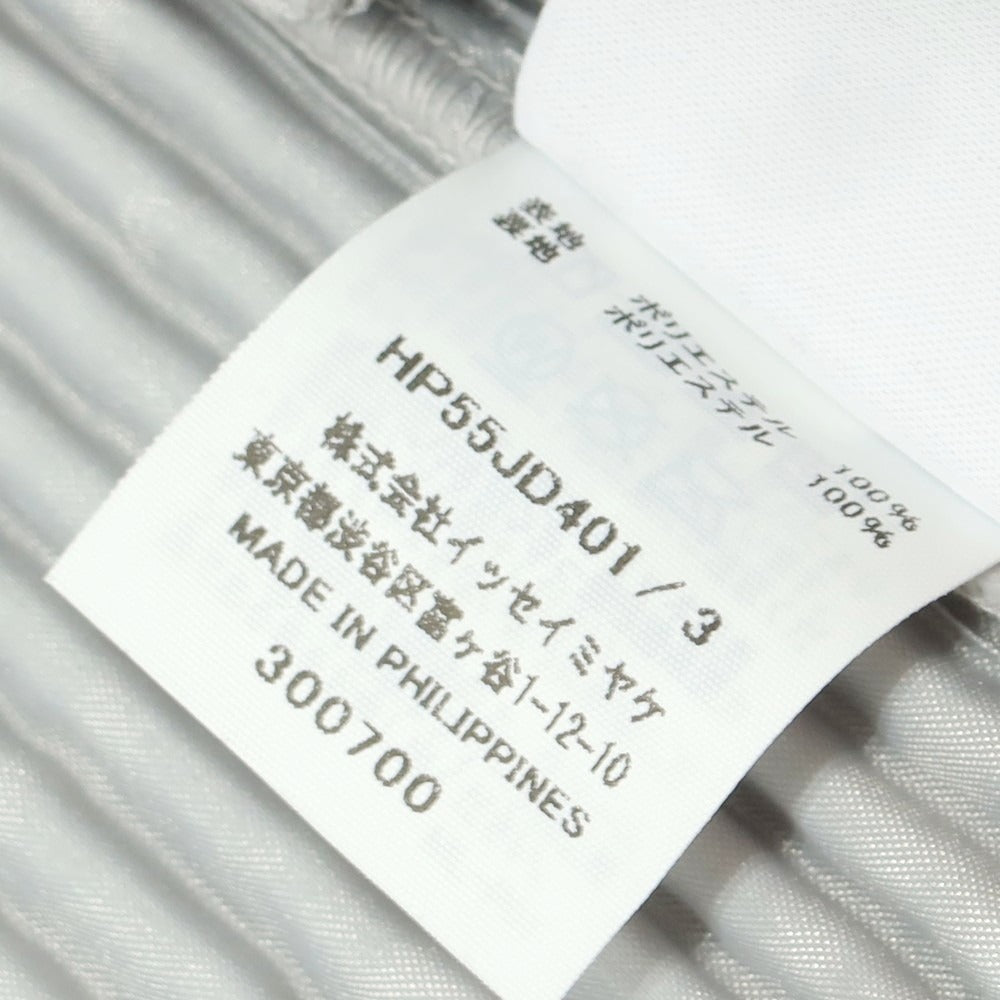 表地 ポリエステル 100%
裏地 ポリエステル 100%
HP55JD401/3
株式会社イッセイミヤケ
東京都渋谷区富ヶ谷1-12-10
MADE IN PHILIPPINES
300700